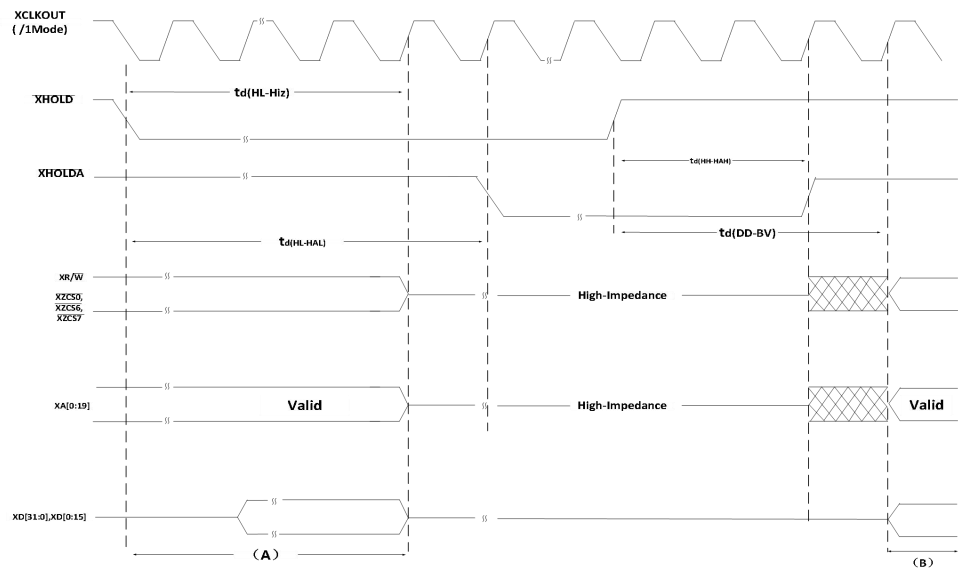 XCLKOUT
( /1Mode)
td(HL-Hiz)
XHOLD
td(HH-HAH)
XHOLDA
td(DD-BV)
td(HL-HAL)
XR/W
XZCS0,
XZCS6,
XZCS7
High-Impedance
XA[0:19]
Valid
High-Impedance
Valid
XD[31:0],XD[0:15]
(A)
(B)